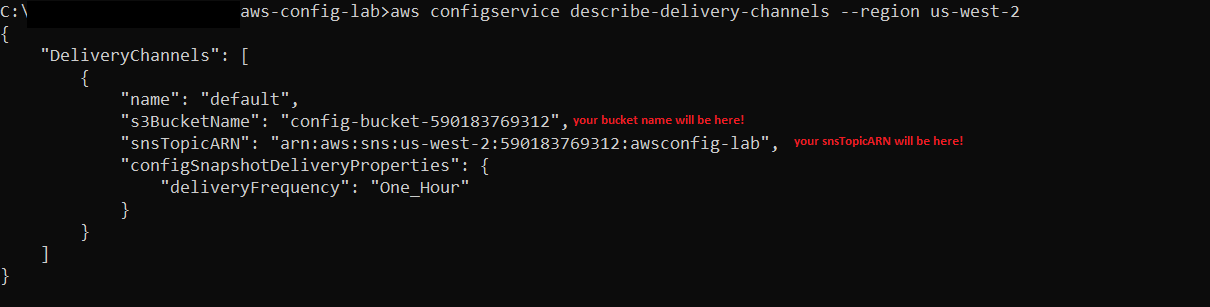 C:\ aws-config-lab>aws configservice describe-delivery-channels --region us-west-2
{
    "DeliveryChannels": [
        {
            "name": "default",
            "s3BucketName": "config-bucket-590183769312", your bucket name will be here!
            "snsTopicARN": "arn:aws:sns:us-west-2:590183769312:awsconfig-lab", your snsTopicARN will be here!
            "configSnapshotDeliveryProperties": {
                "deliveryFrequency": "One_Hour"
            }
        }
    ]
}